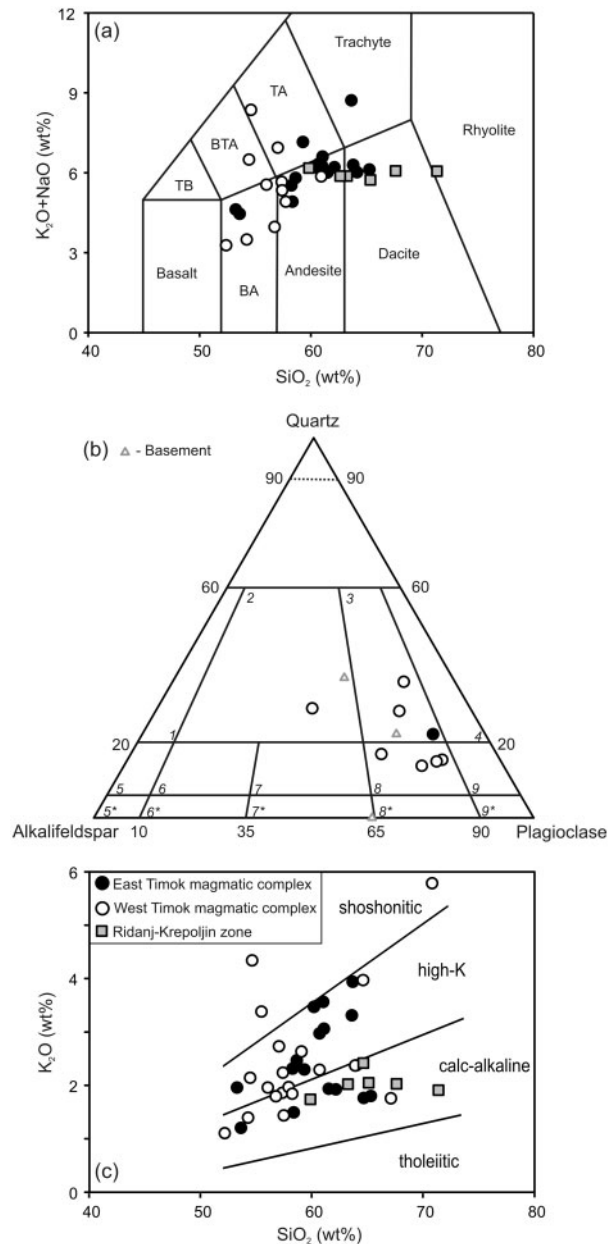 (a)
12
9
6
3
0
K₂O+NaO (wt%)
Trachyte
TA
BTA
TB
Rhyolite
Basalt
BA
Andesite
Dacite
40 50 60 70 80
SiO₂ (wt%)
(b)
△ - Basement
Quartz
90 90
60 60
2 3
20 1 4 20
5 6 7 8 9
5* 6* 7* 8* 9*
Alkalifeldspar 10 35 65 90 Plagioclase
6
4
2
0
K₂O (wt%)
East Timok magmatic complex
West Timok magmatic complex
Ridanj-Krepoljin zone
shoshonitic
high-K
calc-alkaline
tholeiitic
(c)
40 50 60 70 80
SiO₂ (wt%)